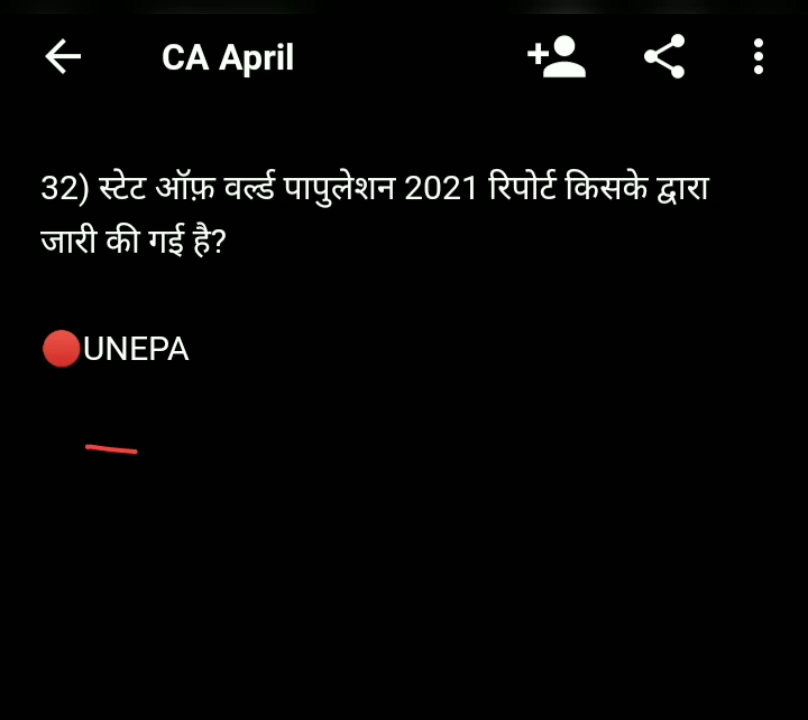 CA April
32) स्टेट ऑफ़ वर्ल्ड पापुलेशन 2021 रिपोर्ट किसके द्वारा
जारी की गई है?
🔴UNEPA